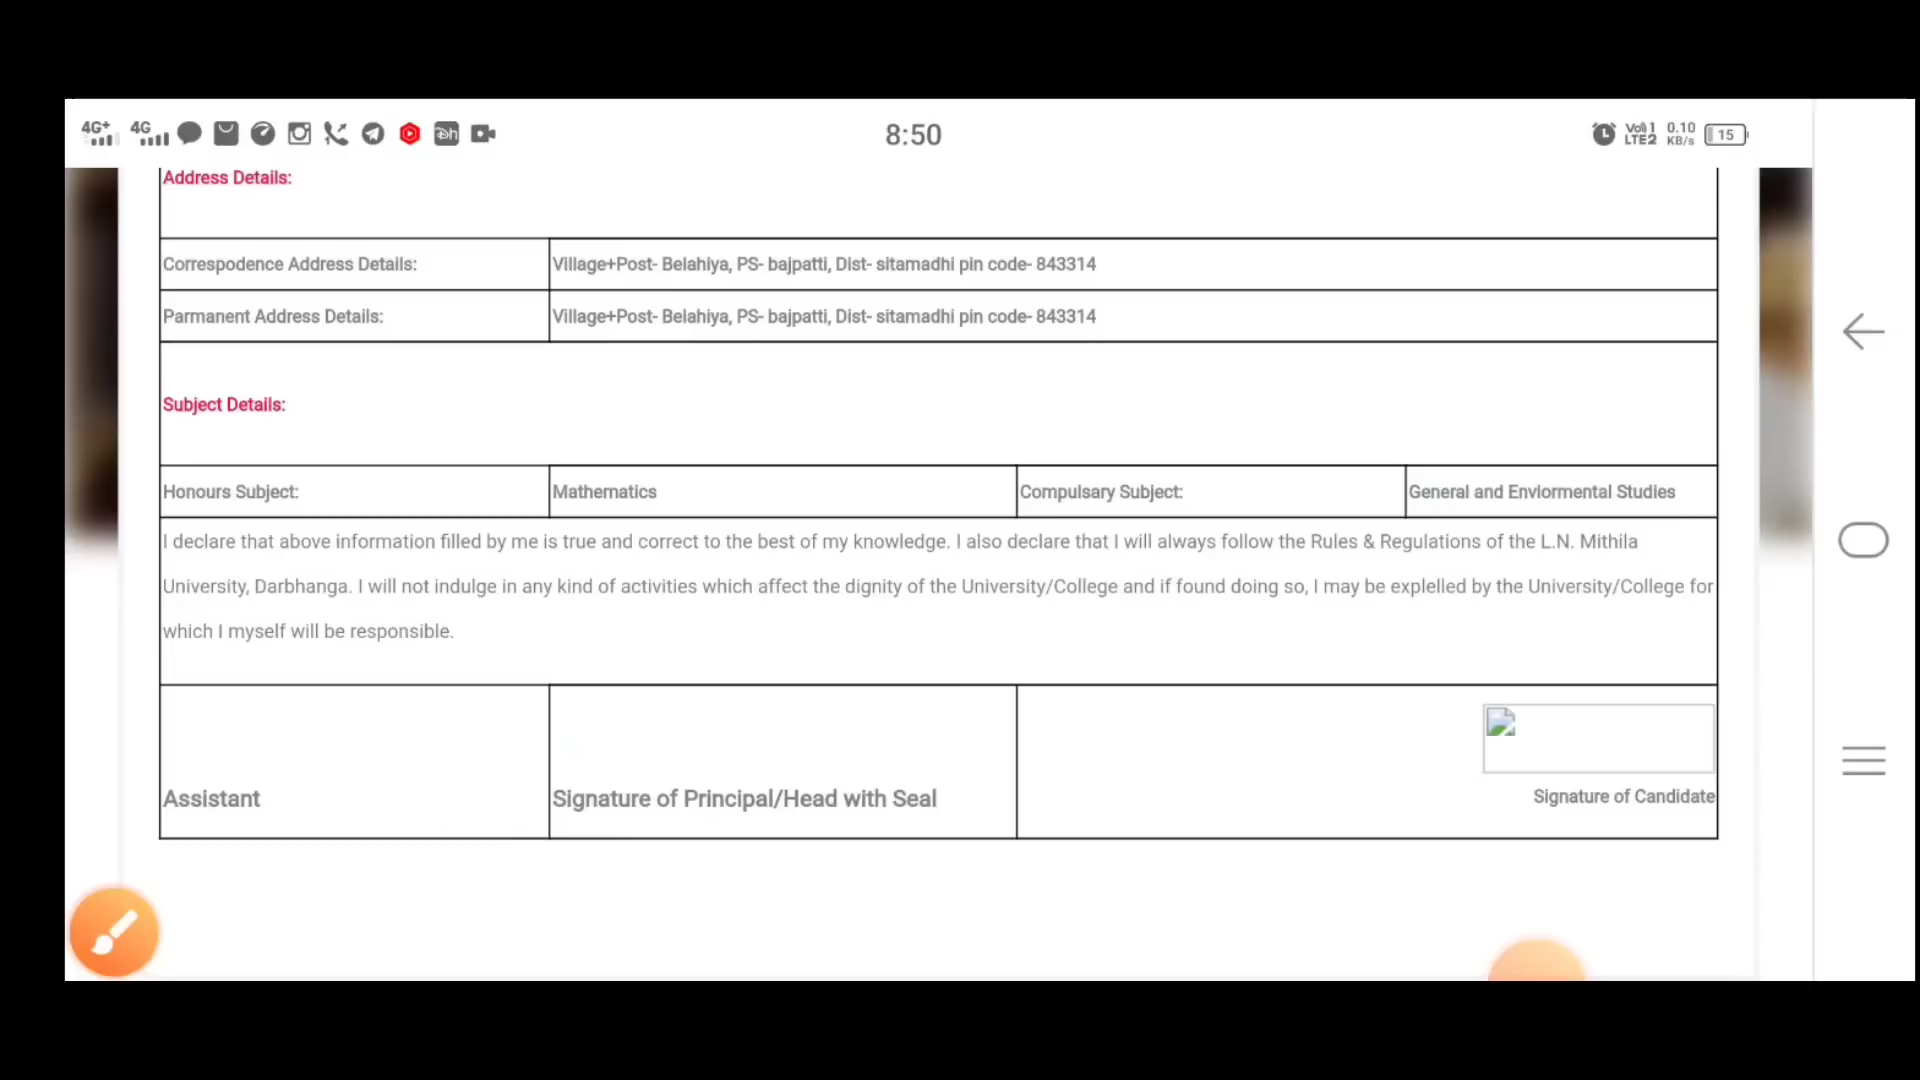 4G+ 4G 8:50 Vo)) 1 LTE2 0.10 KB/s 15
Address Details:
Correspodence Address Details: Village+Post- Belahiya, PS- bajpatti, Dist- sitamadhi pin code- 843314
Parmanent Address Details: Village+Post- Belahiya, PS- bajpatti, Dist- sitamadhi pin code- 843314
Subject Details:
Honours Subject: Mathematics Compulsary Subject: General and Enviormental Studies
I declare that above information filled by me is true and correct to the best of my knowledge. I also declare that I will always follow the Rules & Regulations of the L.N. Mithila
University, Darbhanga. I will not indulge in any kind of activities which affect the dignity of the University/College and if found doing so, I may be explelled by the University/College for
which I myself will be responsible.
Assistant Signature of Principal/Head with Seal Signature of Candidate